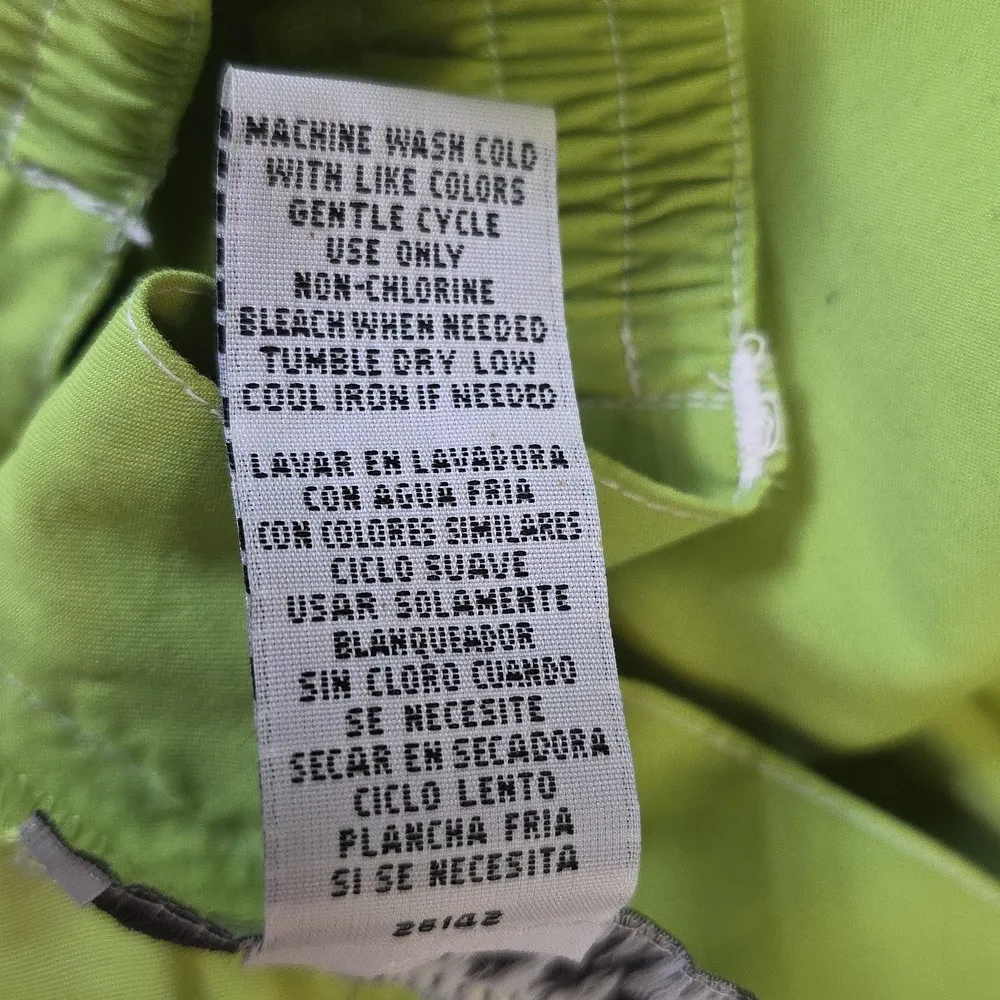 MACHINE WASH COLD
WITH LIKE COLORS
GENTLE CYCLE
USE ONLY
NON-CHLORINE
BLEACH WHEN NEEDED
TUMBLE DRY LOW
COOL IRON IF NEEDED
LAVAR EN LAVADORA
CON AGUA FRIA
CON COLORES SIMILARES
CICLO SUAVE
USAR SOLAMENTE
BLANQUEADOR
SIN CLORO CUANDO
SE NECESITE
SECAR EN SECADORA
CICLO LENTO
PLANCHA FRIA
SI SE NECESITA